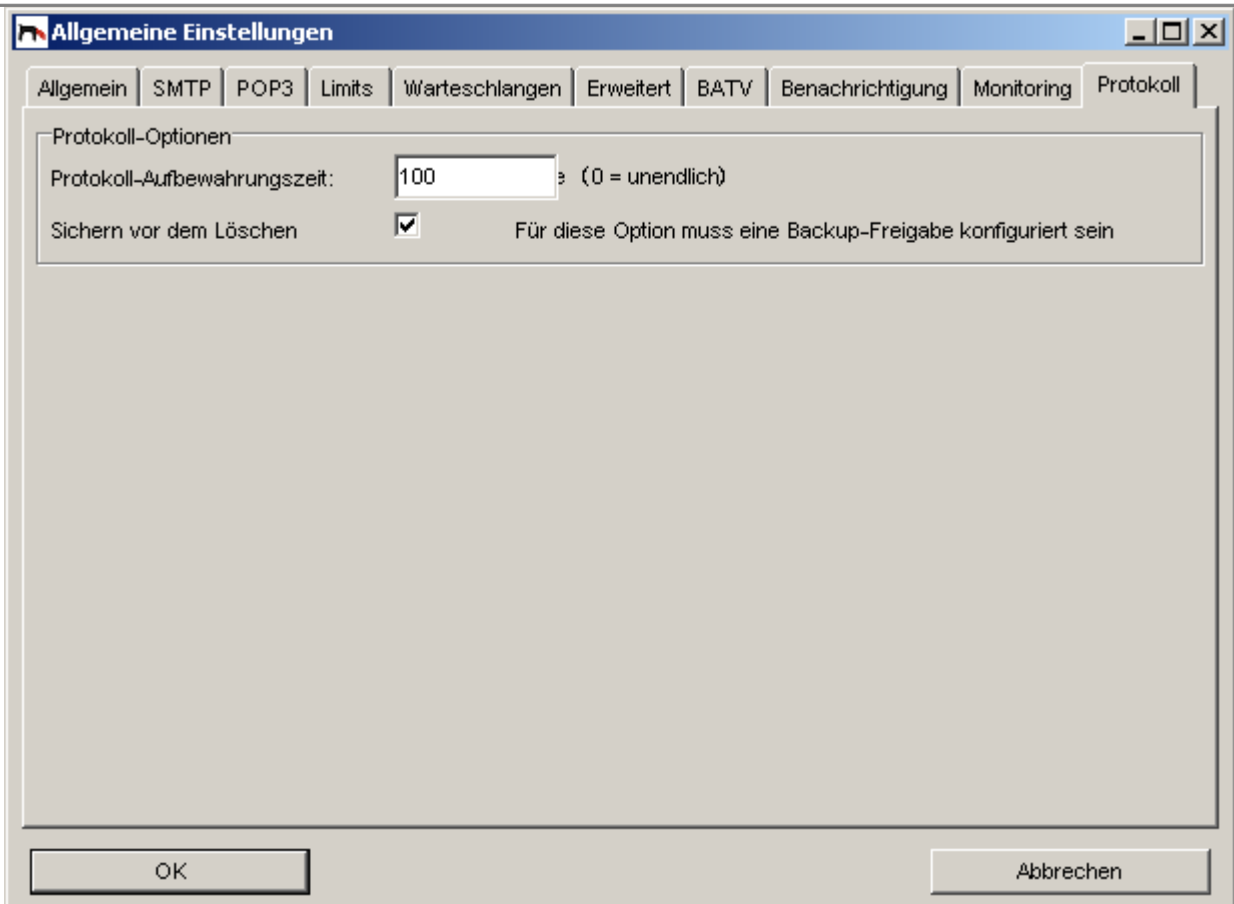 Allgemeine Einstellungen
Allgemein SMTP POP3 Limits Warteschlangen Erweitert BATV Benachrichtigung Monitoring Protokoll
Protokoll-Optionen
Protokoll-Aufbewahrungszeit: 100 (0 = unendlich)
Sichern vor dem Löschen Für diese Option muss eine Backup-Freigabe konfiguriert sein
OK Abbrechen